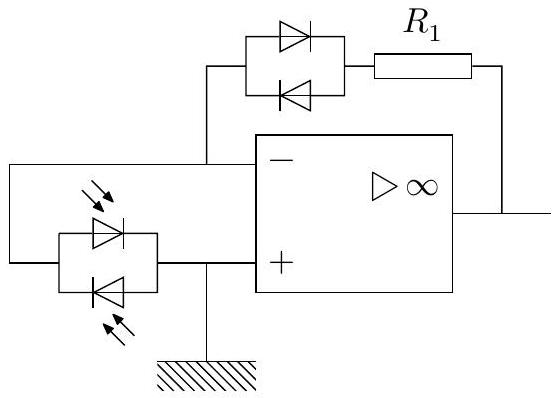 R₁
−
▷ ∞
+